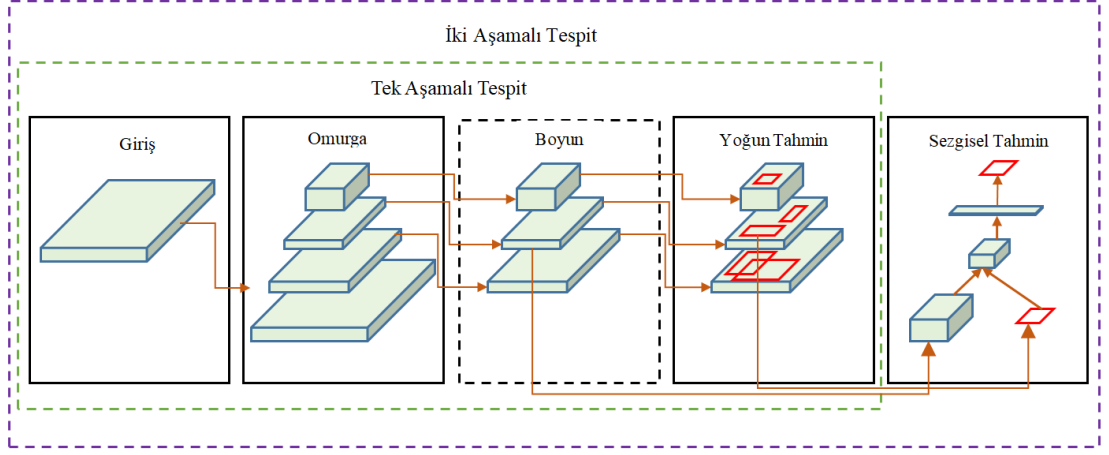 İki Aşamalı Tespit
Tek Aşamalı Tespit
Giriş
Omurga
Boyun
Yoğun Tahmin
Sezgisel Tahmin